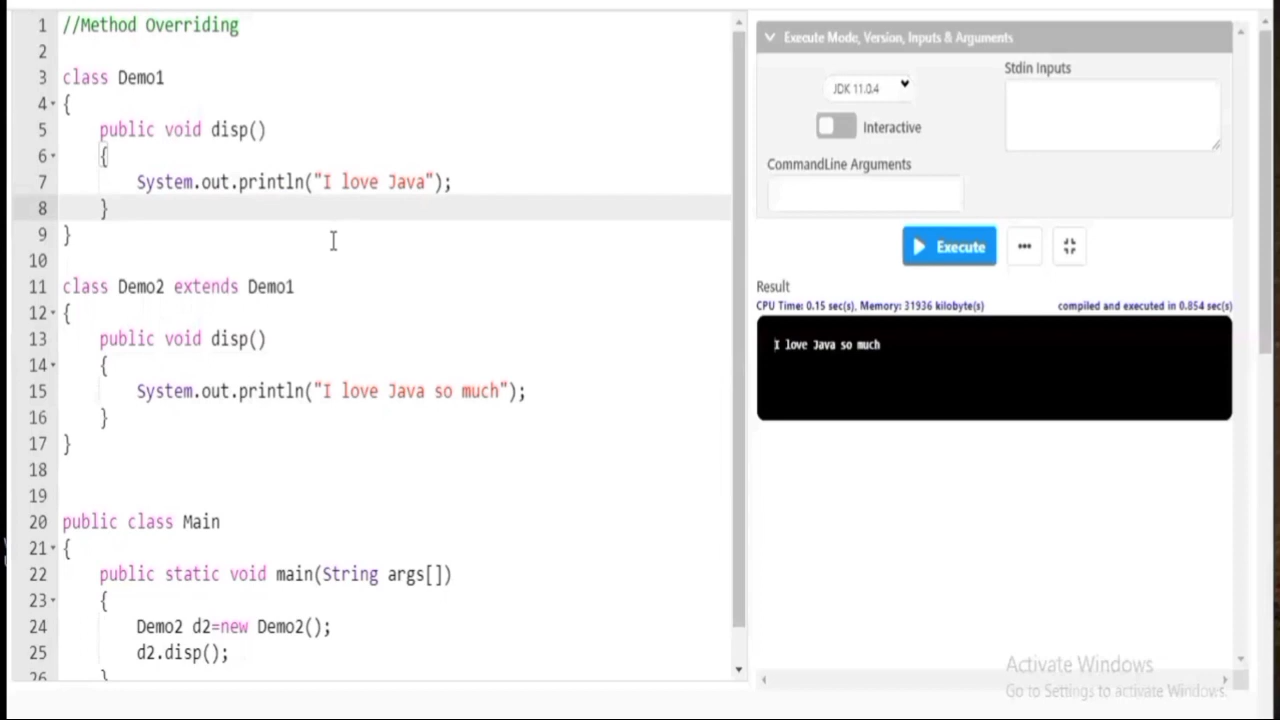 1 //Method Overriding
2
3 class Demo1
4 {
5 public void disp()
6 {
7 System.out.println("I love Java");
8 }
9 }
10
11 class Demo2 extends Demo1
12 {
13 public void disp()
14 {
15 System.out.println("I love Java so much");
16 }
17 }
18
19
20 public class Main
21 {
22 public static void main(String args[])
23 {
24 Demo2 d2=new Demo2();
25 d2.disp();
26 }
Execute Mode, Version, Inputs & Arguments
JDK 11.0.4
Stdin Inputs
Interactive
CommandLine Arguments
Execute
Result
CPU Time: 0.15 sec(s), Memory: 31936 kilobyte(s) compiled and executed in 0.854 sec(s)
I love Java so much
Activate Windows
Go to Settings to activate Windows.